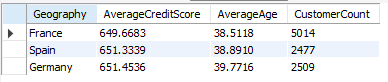 Geography AverageCreditScore AverageAge CustomerCount
France 649.6683 38.5118 5014
Spain 651.3339 38.8910 2477
Germany 651.4536 39.7716 2509